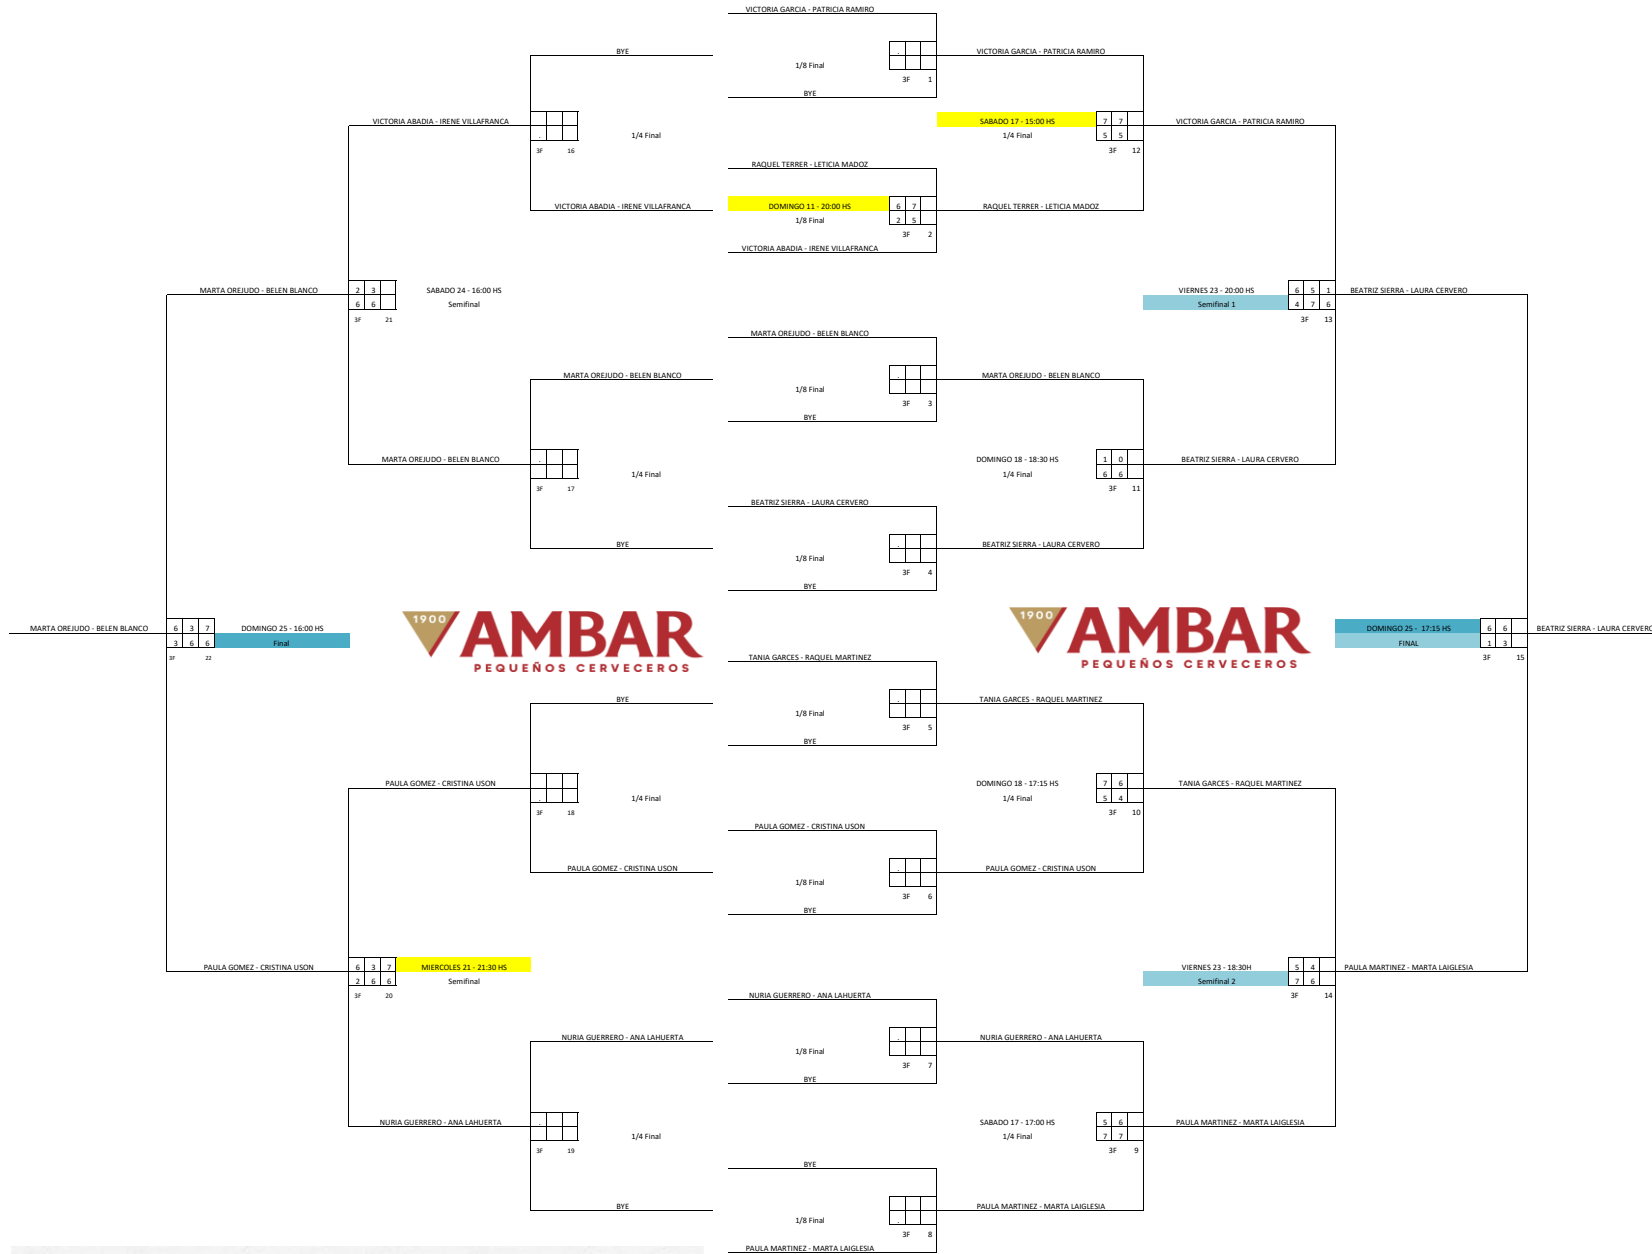 VICTORIA GARCIA - PATRICIA RAMIRO
BYE
1/8 Final
VICTORIA GARCIA - PATRICIA RAMIRO
3F 1
BYE
VICTORIA ABADIA - IRENE VILLAFRANCA
1/4 Final
3F 16
SABADO 17 - 15:00 HS
7 7
VICTORIA GARCIA - PATRICIA RAMIRO
1/4 Final
5 5
3F 12
RAQUEL TERRER - LETICIA MADOZ
VICTORIA ABADIA - IRENE VILLAFRANCA
DOMINGO 11 - 20:00 HS
6 7
RAQUEL TERRER - LETICIA MADOZ
1/8 Final
2 5
3F 2
VICTORIA ABADIA - IRENE VILLAFRANCA
MARTA OREJUDO - BELEN BLANCO
2 3
SABADO 24 - 16:00 HS
6 6
Semifinal
3F 21
VIERNES 23 - 20:00 HS
6 5 1
BEATRIZ SIERRA - LAURA CERVERO
Semifinal 1
4 7 6
3F 13
MARTA OREJUDO - BELEN BLANCO
MARTA OREJUDO - BELEN BLANCO
1/8 Final
MARTA OREJUDO - BELEN BLANCO
3F 3
BYE
MARTA OREJUDO - BELEN BLANCO
1/4 Final
3F 17
DOMINGO 18 - 18:30 HS
1 0
BEATRIZ SIERRA - LAURA CERVERO
1/4 Final
6 6
3F 11
BEATRIZ SIERRA - LAURA CERVERO
BYE
1/8 Final
BEATRIZ SIERRA - LAURA CERVERO
3F 4
BYE
MARTA OREJUDO - BELEN BLANCO
6 3 7
DOMINGO 25 - 16:00 HS
3 6 6
Final
3F 22
1900 AMBAR
PEQUEÑOS CERVECEROS
1900 AMBAR
PEQUEÑOS CERVECEROS
DOMINGO 25 - 17:15 HS
6 6
BEATRIZ SIERRA - LAURA CERVERO
FINAL
1 3
3F 15
TANIA GARCES - RAQUEL MARTINEZ
BYE
1/8 Final
TANIA GARCES - RAQUEL MARTINEZ
3F 5
BYE
PAULA GOMEZ - CRISTINA USON
1/4 Final
3F 18
DOMINGO 18 - 17:15 HS
7 6
TANIA GARCES - RAQUEL MARTINEZ
1/4 Final
5 4
3F 10
PAULA GOMEZ - CRISTINA USON
PAULA GOMEZ - CRISTINA USON
1/8 Final
PAULA GOMEZ - CRISTINA USON
3F 6
BYE
PAULA GOMEZ - CRISTINA USON
6 3 7
MIERCOLES 21 - 21:30 HS
2 6 6
Semifinal
3F 20
VIERNES 23 - 18:30H
5 4
PAULA MARTINEZ - MARTA LAIGLESIA
Semifinal 2
7 6
3F 14
NURIA GUERRERO - ANA LAHUERTA
NURIA GUERRERO - ANA LAHUERTA
1/8 Final
NURIA GUERRERO - ANA LAHUERTA
3F 7
BYE
NURIA GUERRERO - ANA LAHUERTA
1/4 Final
3F 19
SABADO 17 - 17:00 HS
5 6
PAULA MARTINEZ - MARTA LAIGLESIA
1/4 Final
7 7
3F 9
BYE
BYE
1/8 Final
PAULA MARTINEZ - MARTA LAIGLESIA
3F 8
PAULA MARTINEZ - MARTA LAIGLESIA